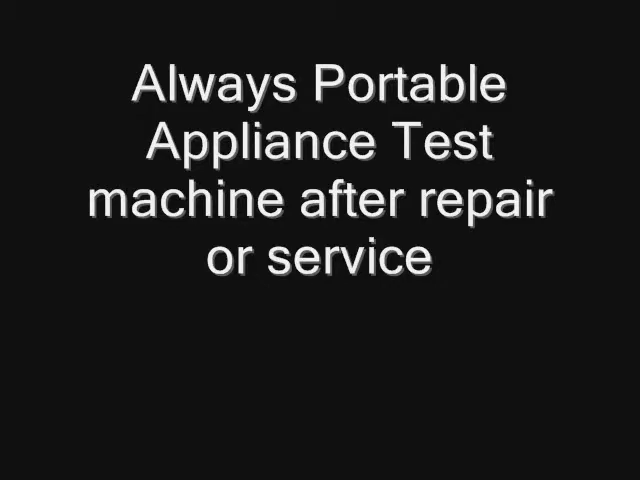 Always Portable
Appliance Test
machine after repair
or service